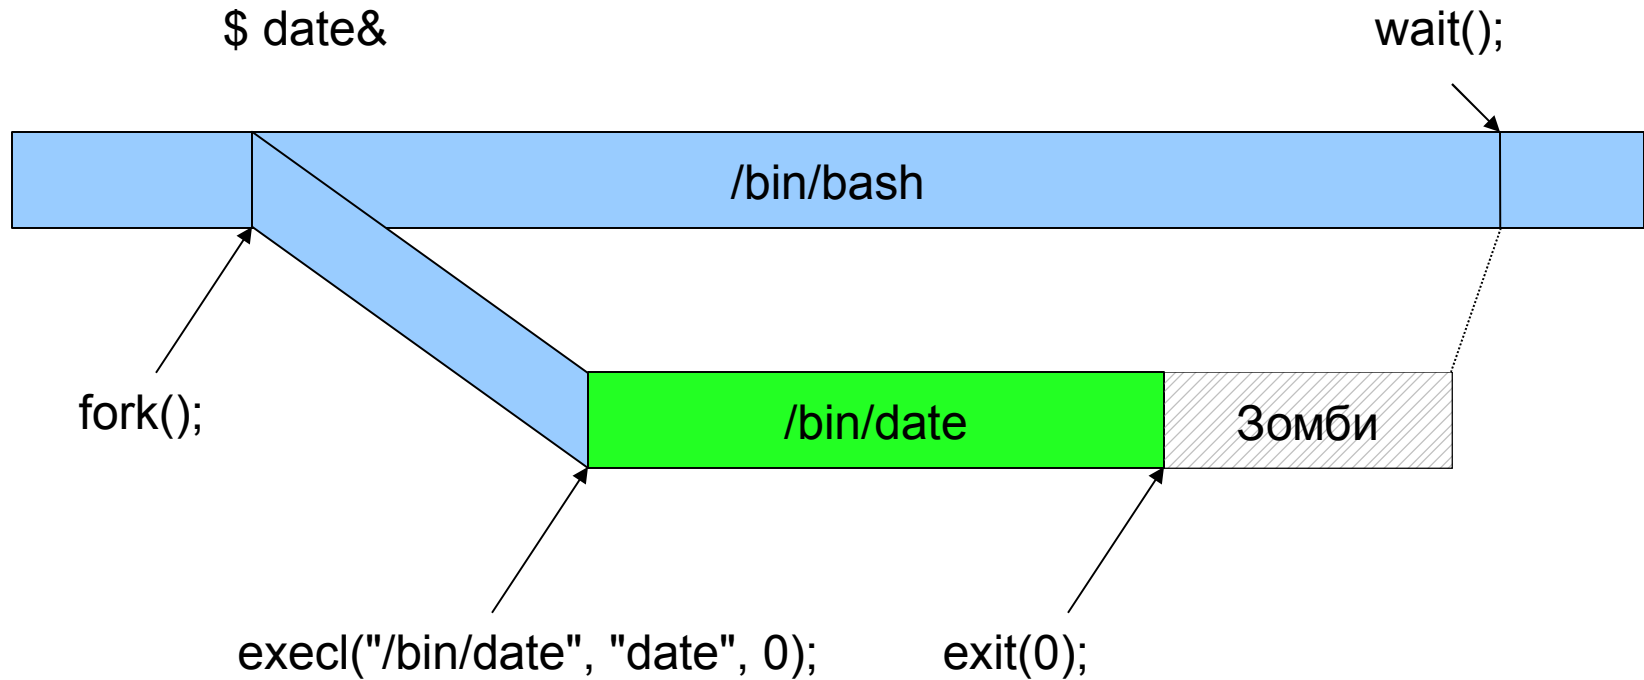 $ date&
wait();
/bin/bash
fork();
/bin/date
Зомби
execl("/bin/date", "date", 0);
exit(0);